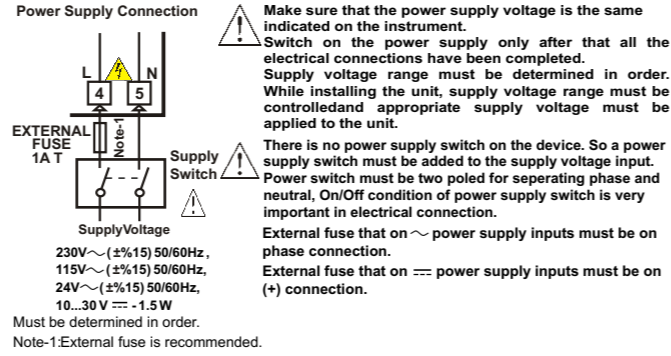 Power Supply Connection
L
N
4
5
Note-1
EXTERNAL
FUSE
1A T
Supply
Switch
SupplyVoltage
230V～(±%15) 50/60Hz ,
115V～(±%15) 50/60Hz,
24V～(±%15) 50/60Hz,
10...30 V ⎓ - 1.5 W
Must be determined in order.
Note-1:External fuse is recommended.
Make sure that the power supply voltage is the same
indicated on the instrument.
Switch on the power supply only after that all the
electrical connections have been completed.
Supply voltage range must be determined in order.
While installing the unit, supply voltage range must be
controlledand appropriate supply voltage must be
applied to the unit.
There is no power supply switch on the device. So a power
supply switch must be added to the supply voltage input.
Power switch must be two poled for seperating phase and
neutral, On/Off condition of power supply switch is very
important in electrical connection.
External fuse that on ～ power supply inputs must be on
phase connection.
External fuse that on ⎓ power supply inputs must be on
(+) connection.